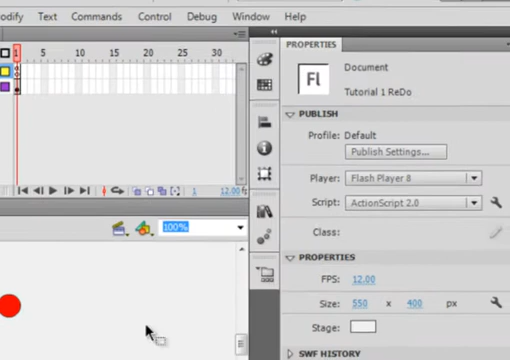 odify Text Commands Control Debug Window Help
1 5 10 15 20 25 30
PROPERTIES
Fl
Document
Tutorial 1 ReDo
PUBLISH
Profile: Default
Publish Settings...
Player: Flash Player 8
Script: ActionScript 2.0
Class:
1 12.00
100%
PROPERTIES
FPS: 12.00
Size: 550 x 400 px
Stage:
SWF HISTORY